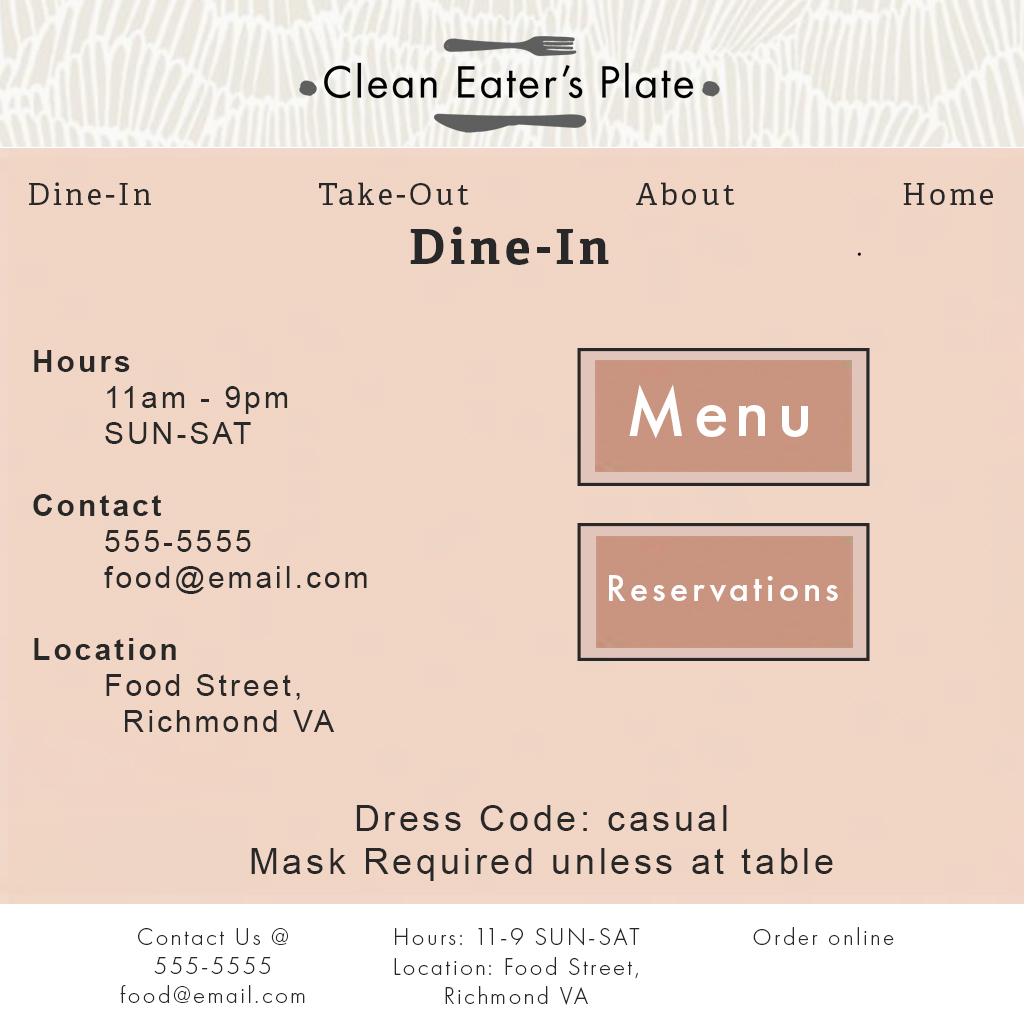 Clean Eater's Plate
Dine-In Take-Out About Home
Dine-In
.
Hours
11am - 9pm
SUN-SAT
Contact
555-5555
food@email.com
Location
Food Street,
Richmond VA
Menu
Reservations
Dress Code: casual
Mask Required unless at table
Contact Us @
555-5555
food@email.com
Hours: 11-9 SUN-SAT
Location: Food Street,
Richmond VA
Order online